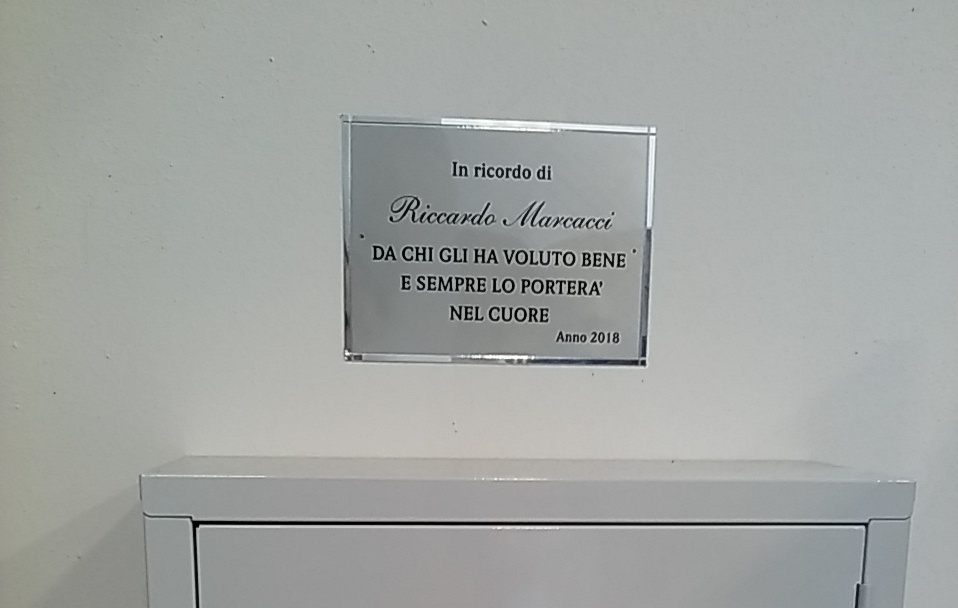 In ricordo di
Riccardo Marcacci
DA CHI GLI HA VOLUTO BENE
E SEMPRE LO PORTERA'
NEL CUORE
Anno 2018